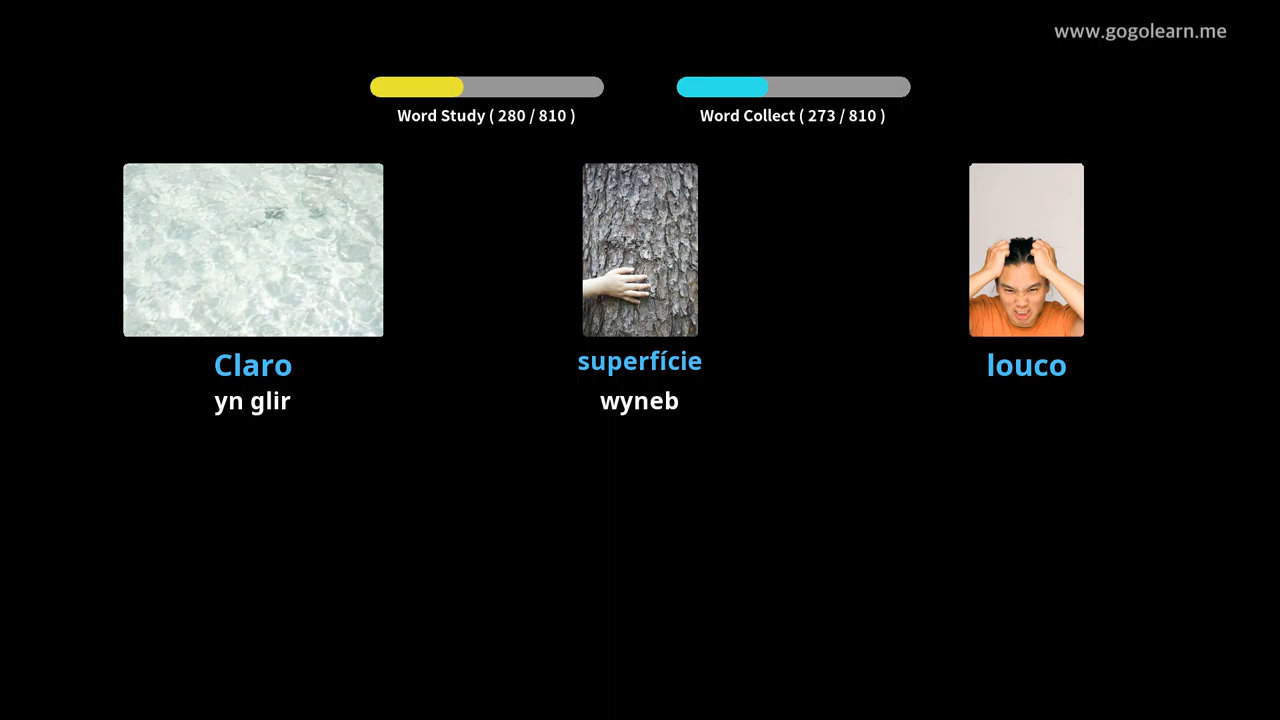 www.gogolearn.me
Word Study ( 280 / 810 )
Word Collect ( 273 / 810 )
Claro
yn glir
superfície
wyneb
louco